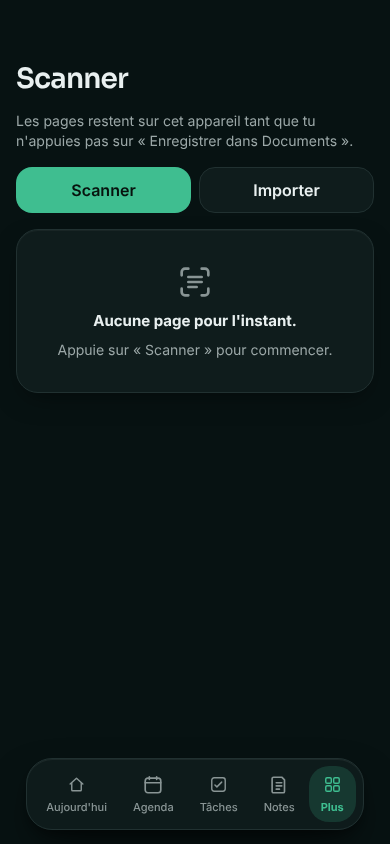 Scanner
Les pages restent sur cet appareil tant que tu
n'appuies pas sur « Enregistrer dans Documents ».
Scanner
Importer
Aucune page pour l'instant.
Appuie sur « Scanner » pour commencer.
Aujourd'hui
Agenda
Tâches
Notes
Plus